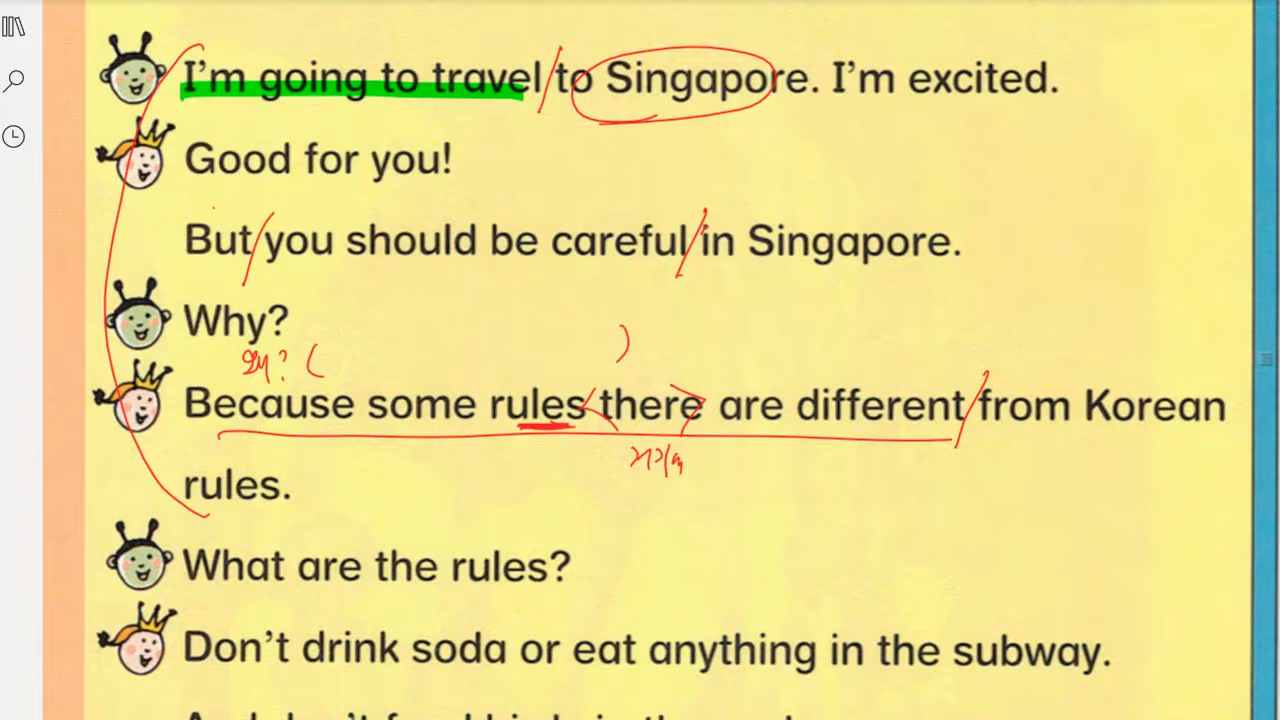 I'm going to travel to Singapore. I'm excited.
Good for you!
But you should be careful in Singapore.
Why?
왜?
Because some rules there are different from Korean
rules.
What are the rules?
Don't drink soda or eat anything in the subway.